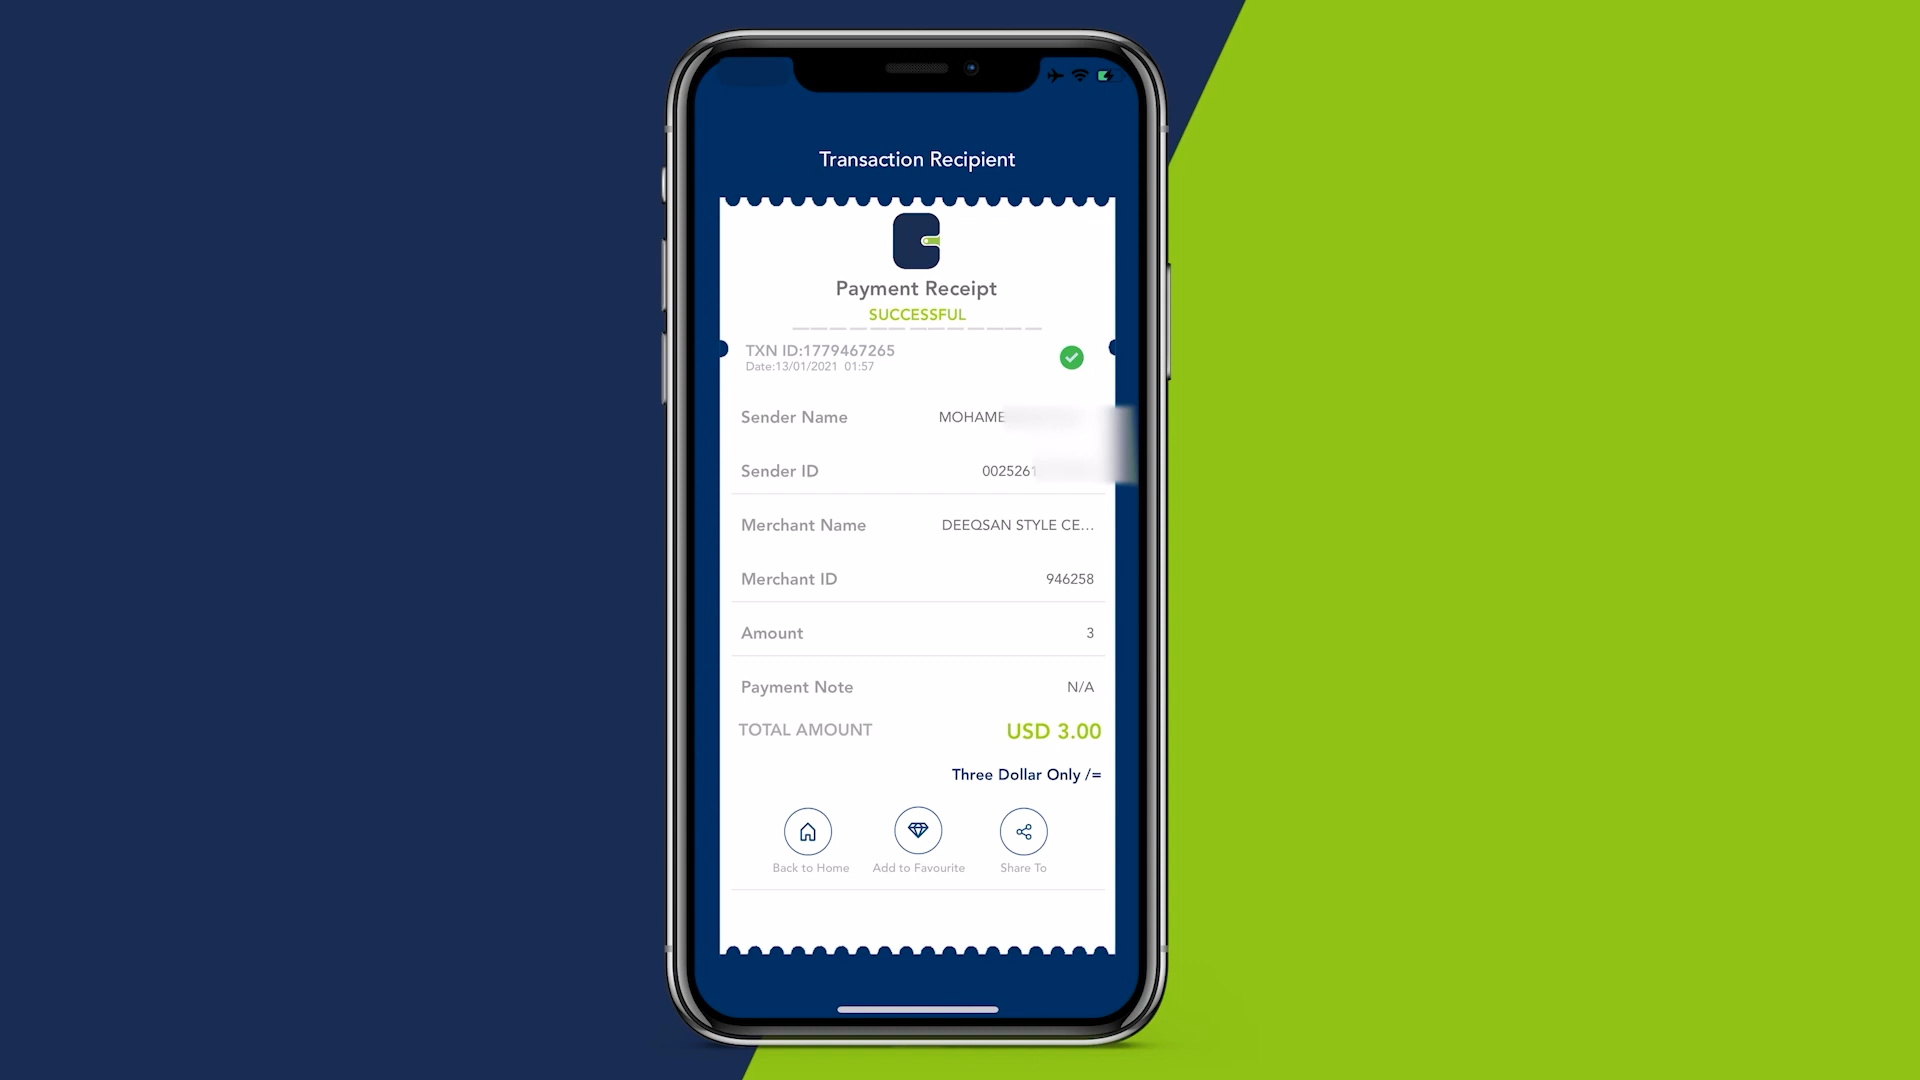 Transaction Recipient
Payment Receipt
SUCCESSFUL
TXN ID:1779467265
Date:13/01/2021 01:57
Sender Name MOHAME
Sender ID 0025261
Merchant Name DEEQSAN STYLE CE...
Merchant ID 946258
Amount 3
Payment Note N/A
TOTAL AMOUNT USD 3.00
Three Dollar Only /=
Back to Home Add to Favourite Share To